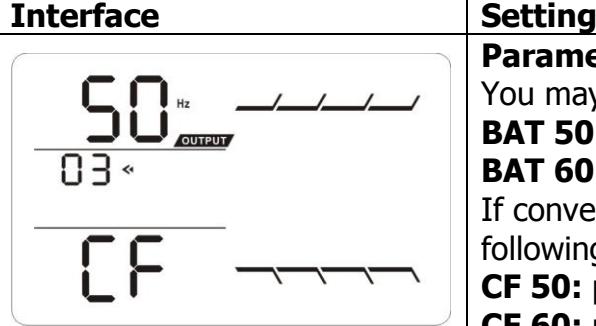 Interface
Setting
Parame
You may
50 Hz
OUTPUT
BAT 50
03 «
BAT 60
If conve
following
CF
CF 50:
CF 60: